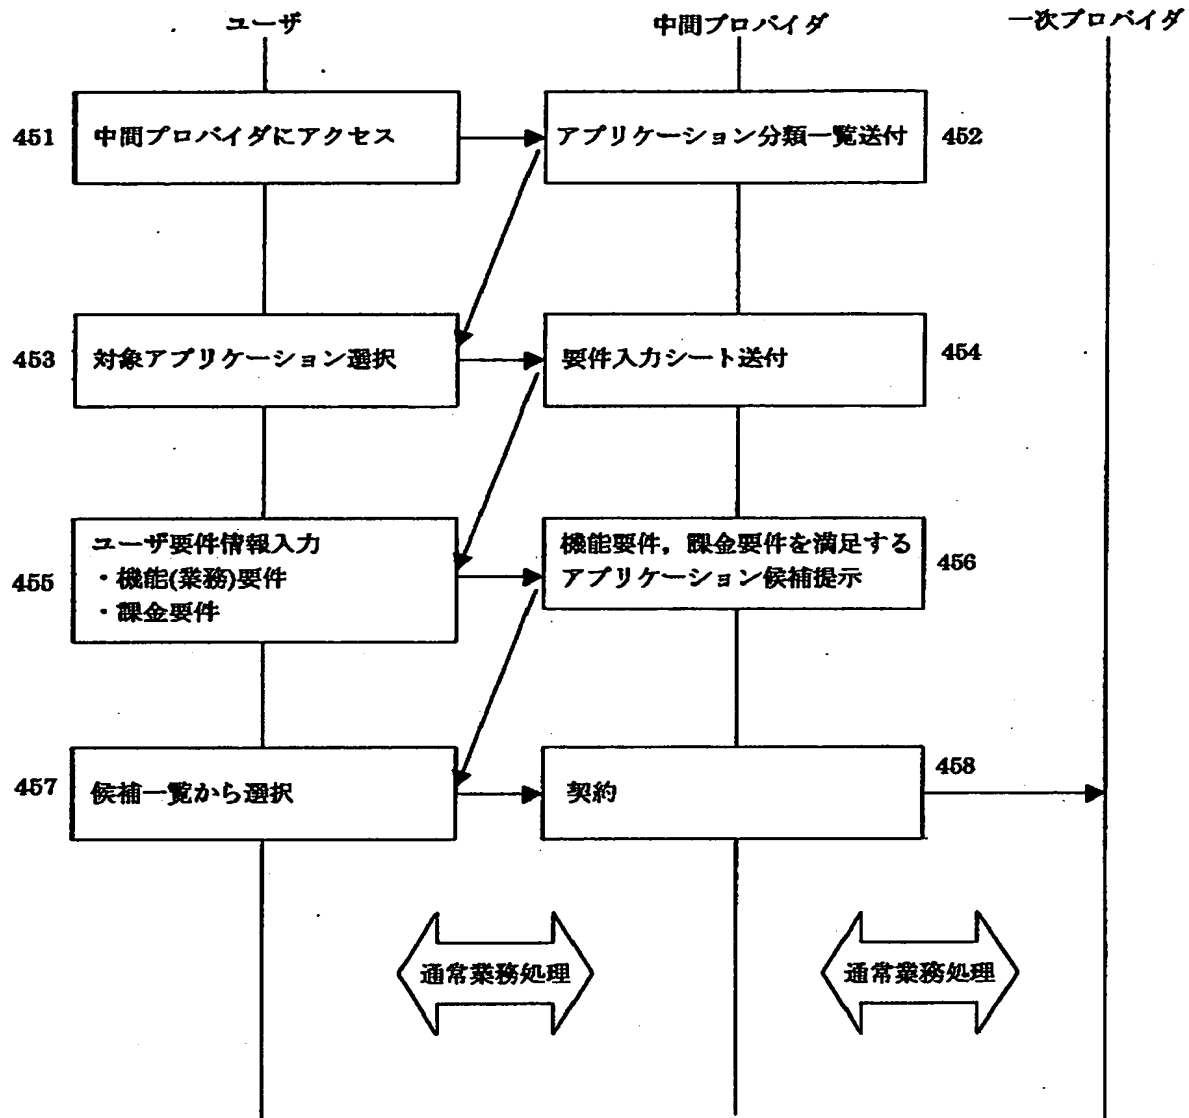 ユーザ
中間プロバイダ
一次プロバイダ
451
中間プロバイダにアクセス
アプリケーション分類一覧送付
452
453
対象アプリケーション選択
要件入力シート送付
454
455
ユーザ要件情報入力
・機能(業務)要件
・課金要件
機能要件，課金要件を満足する
アプリケーション候補提示
456
457
候補一覧から選択
契約
458
通常業務処理
通常業務処理